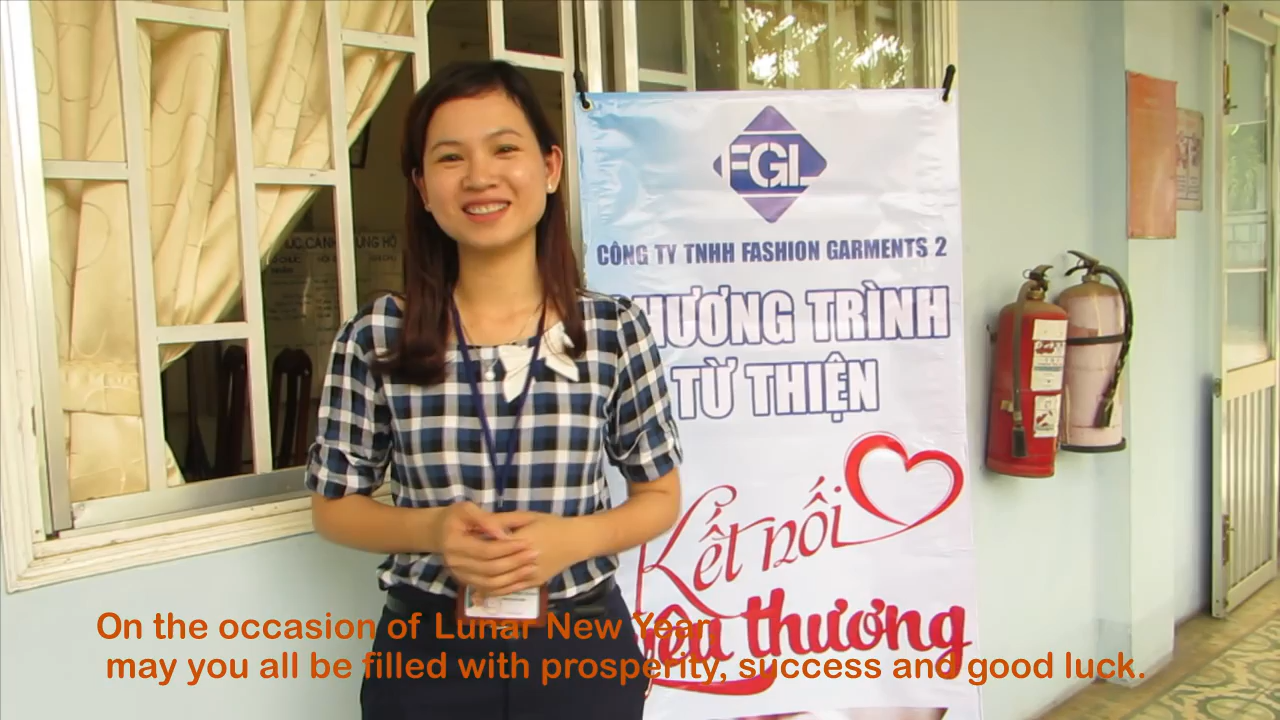 FGL
CÔNG TY TNHH FASHION GARMENTS 2
HƯƠNG TRÌNH
TỪ THIỆN
Kết nối
yêu thương
On the occasion of Lunar New Year,
may you all be filled with prosperity, success and good luck.